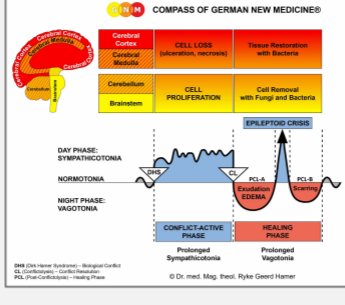 GNM COMPASS OF GERMAN NEW MEDICINE®
Cerebral Cortex
Cerebral Medulla
Cerebellum
Brainstem
Cerebral
Cortex
Cerebral
Medulla
CELL LOSS
(ulceration, necrosis)
Tissue Restoration
with Bacteria
Cerebellum
Brainstem
CELL
PROLIFERATION
Cell Removal
with Fungi and Bacteria
EPILEPTOID CRISIS
DAY PHASE:
SYMPATHICOTONIA
DHS
CL
PCL-A
PCL-B
NORMOTONIA
Exudation
EDEMA
Scarring
NIGHT PHASE:
VAGOTONIA
CONFLICT-ACTIVE
PHASE
HEALING
PHASE
Prolonged
Sympathicotonia
Prolonged
Vagotonia
DHS (Dirk Hamer Syndrome) – Biological Conflict
CL (Conflictolysis) – Conflict Resolution
PCL (Post-Conflictolysis) – Healing Phase
© Dr. med. Mag. theol. Ryke Geerd Hamer